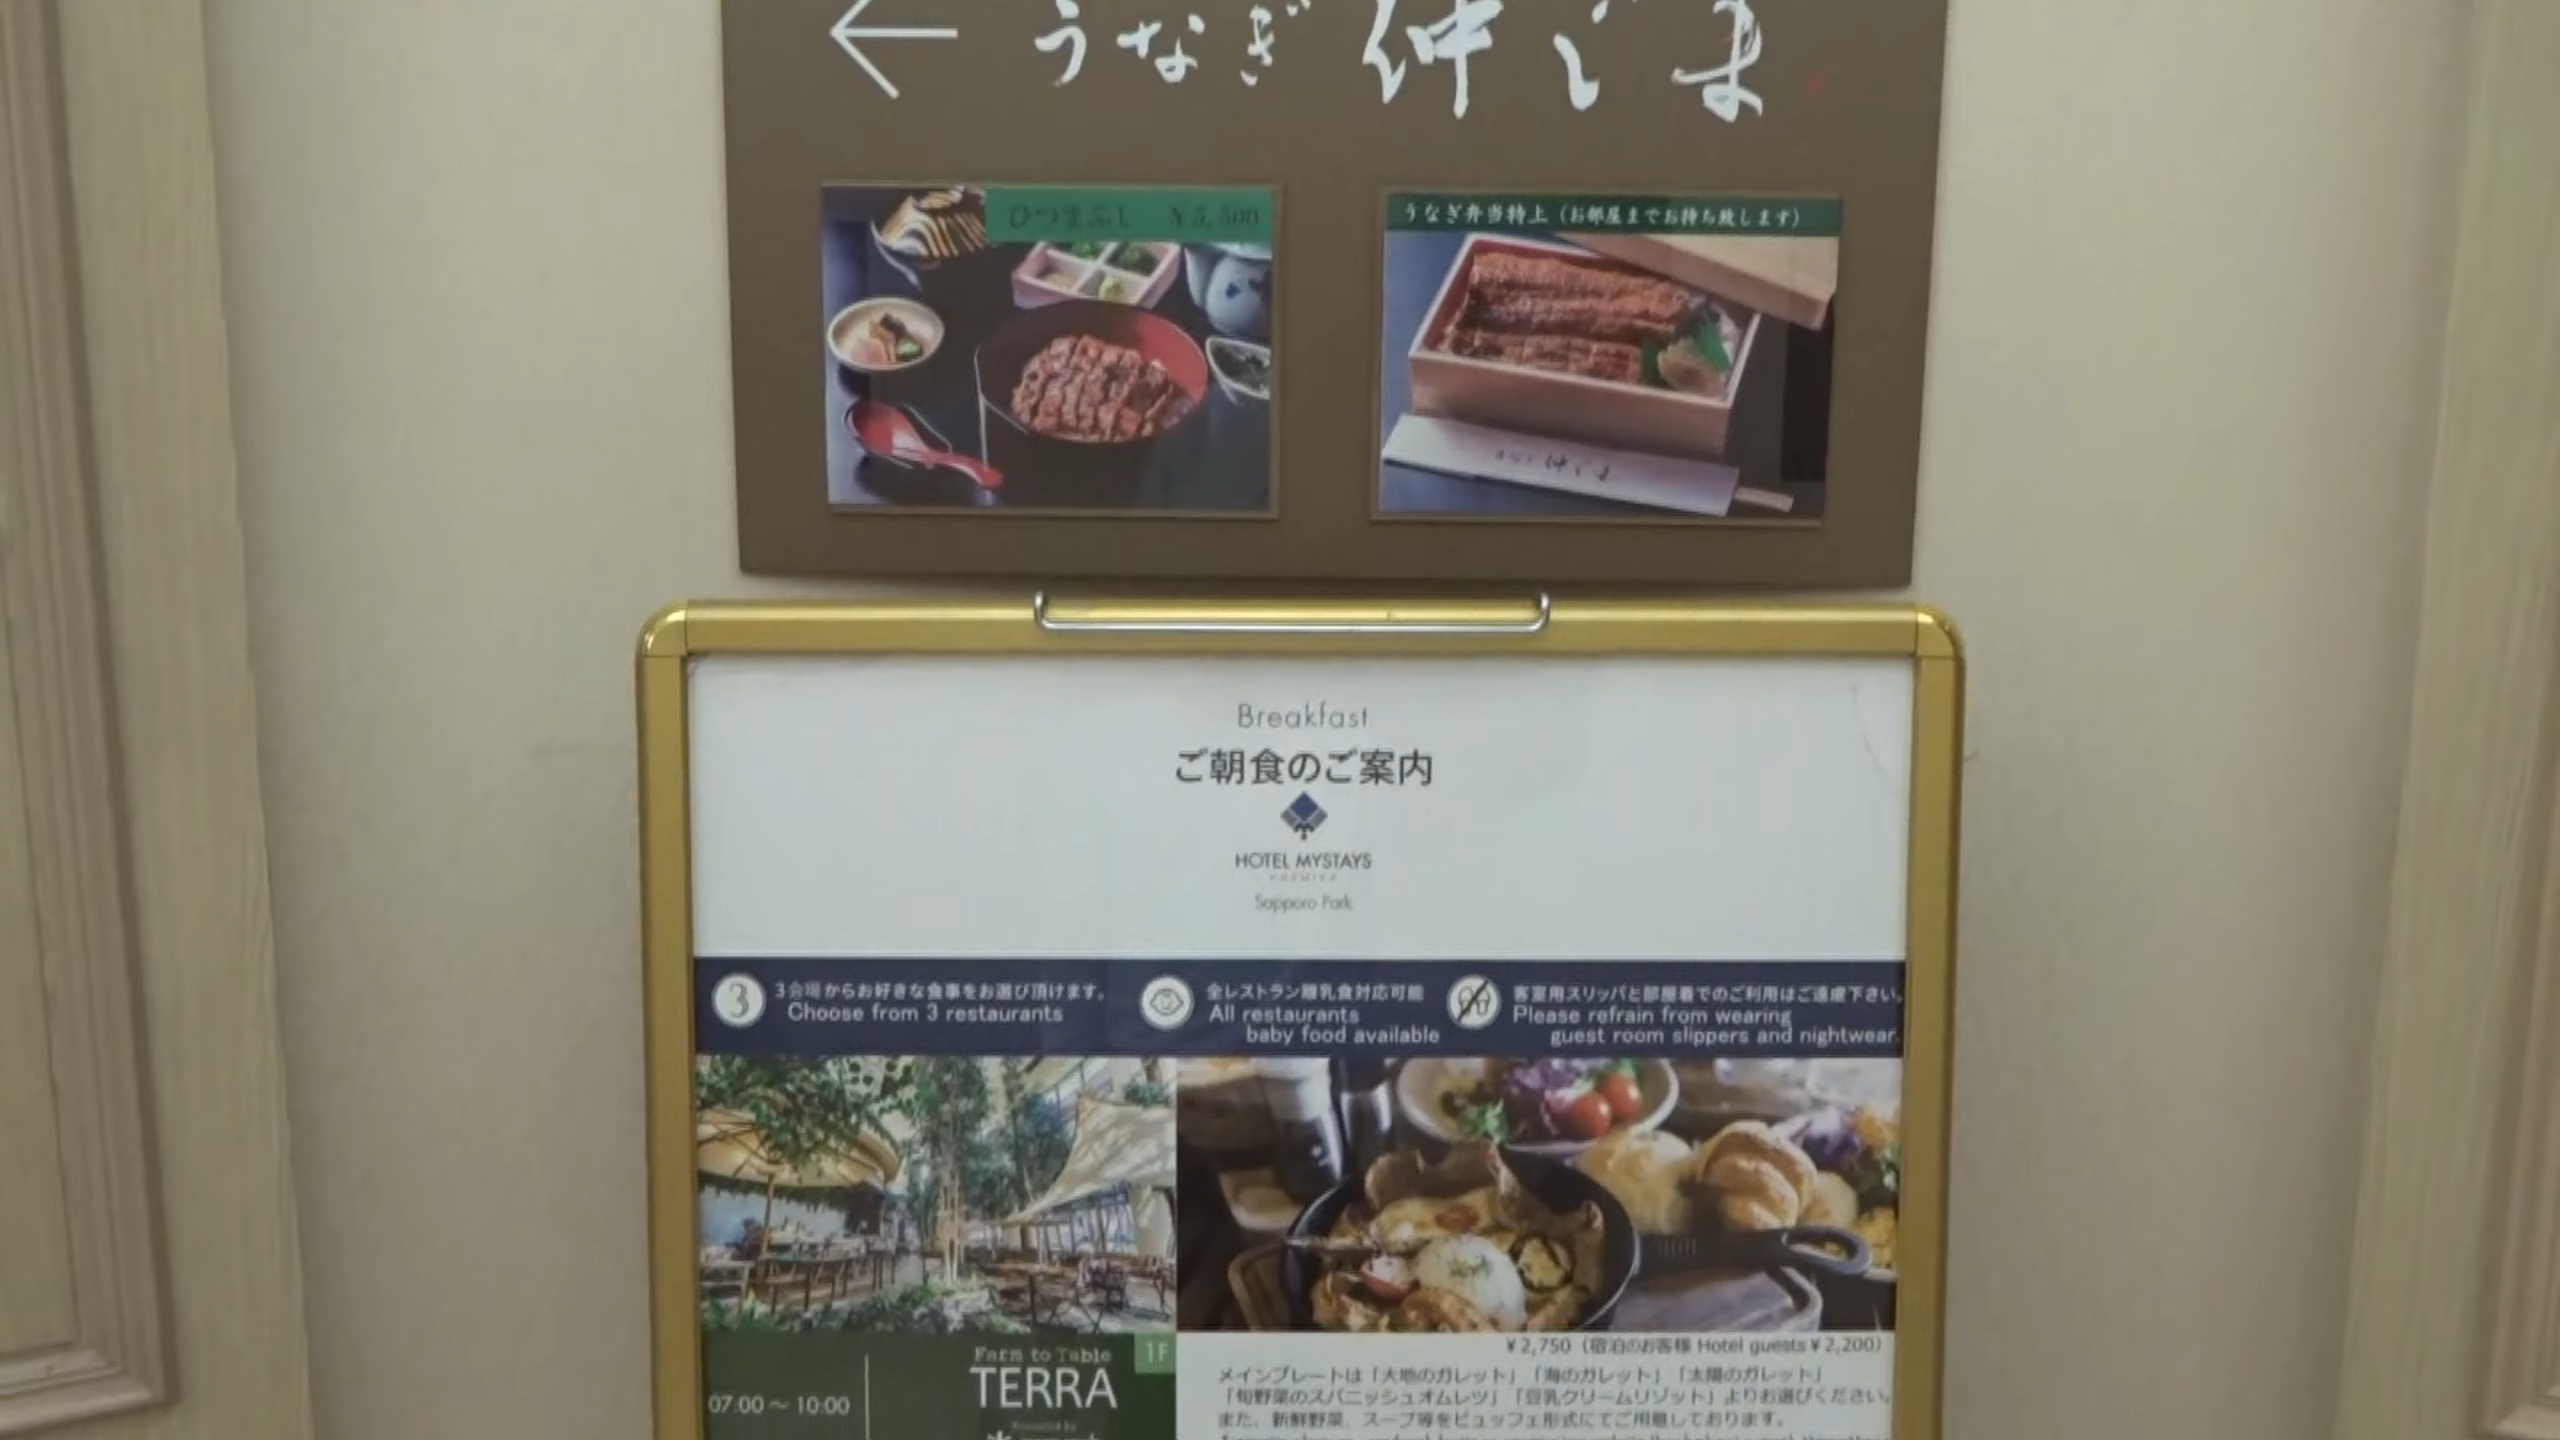 ← うなぎ 仲じま
ひつまぶし ¥5,500
うなぎ弁当特上（お部屋までお持ち致します）
Breakfast
ご朝食のご案内
HOTEL MYSTAYS
PREMIER
Sapporo Park
3 3会場からお好きな食事をお選び頂けます。
Choose from 3 restaurants
全レストラン離乳食対応可能
All restaurants
baby food available
客室用スリッパと部屋着でのご利用はご遠慮下さい。
Please refrain from wearing
guest room slippers and nightwear.
1F
Farm to Table
TERRA
07:00～10:00
¥2,750（宿泊のお客様 Hotel guests¥2,200）
メインプレートは「大地のガレット」「海のガレット」「太陽のガレット」
「旬野菜のスパニッシュオムレツ」「豆乳クリームリゾット」よりお選びください。
また、新鮮野菜、スープ等をビュッフェ形式にてご用意しております。